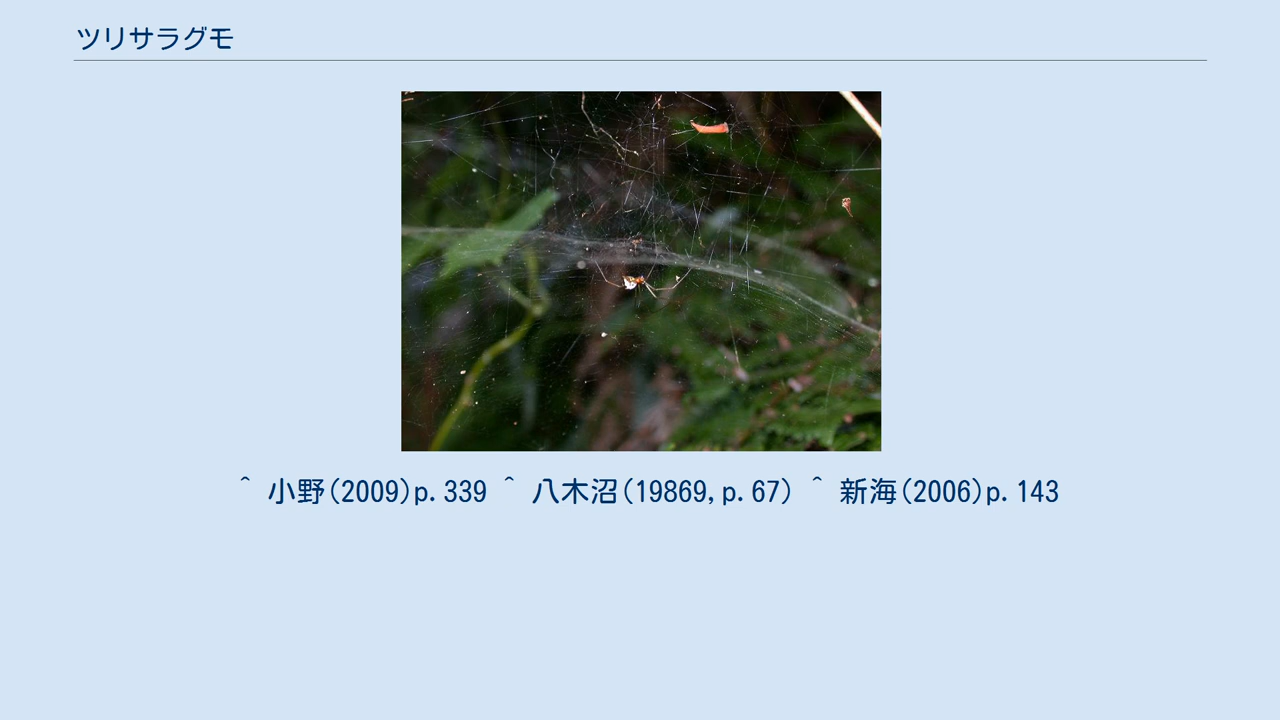 ツリサラグモ
^ 小野(2009)p.339 ^ 八木沼(19869,p.67) ^ 新海(2006)p.143